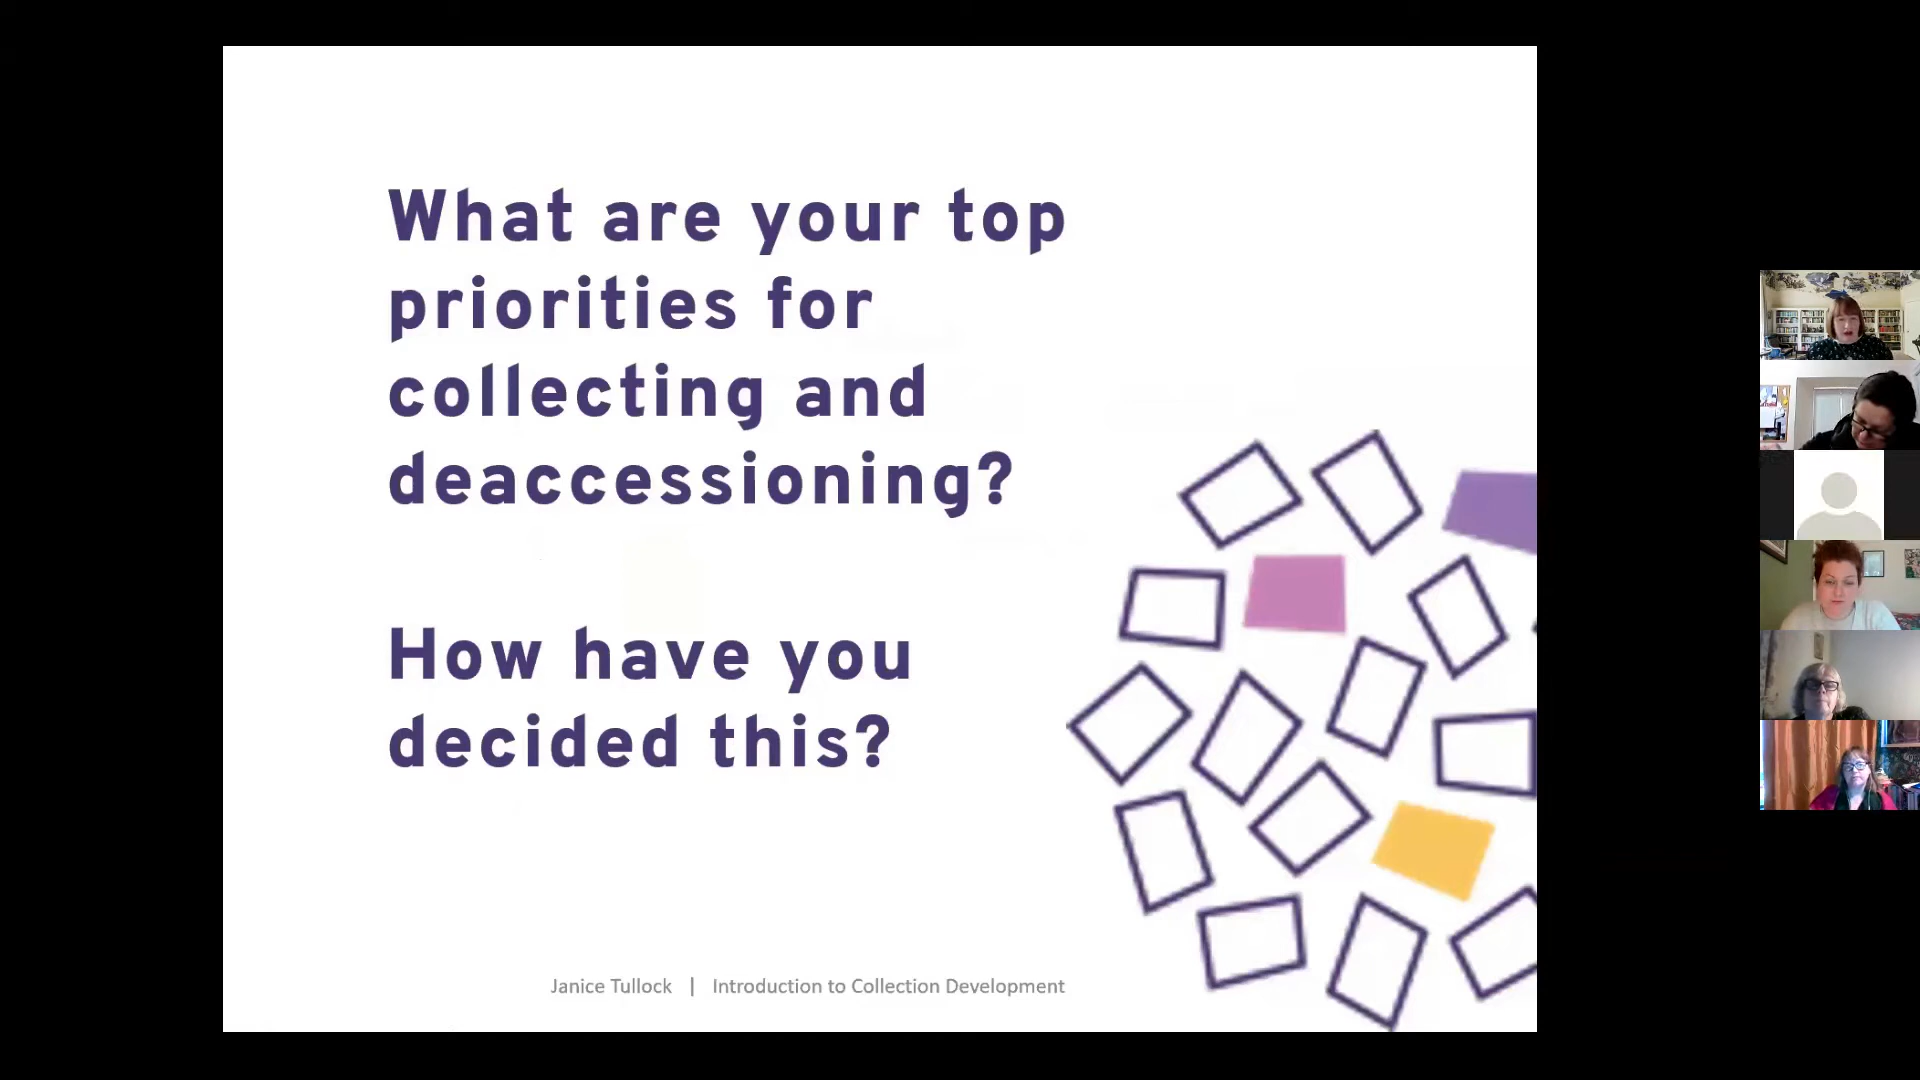 What are your top
priorities for
collecting and
deaccessioning?
How have you
decided this?
Janice Tullock | Introduction to Collection Development